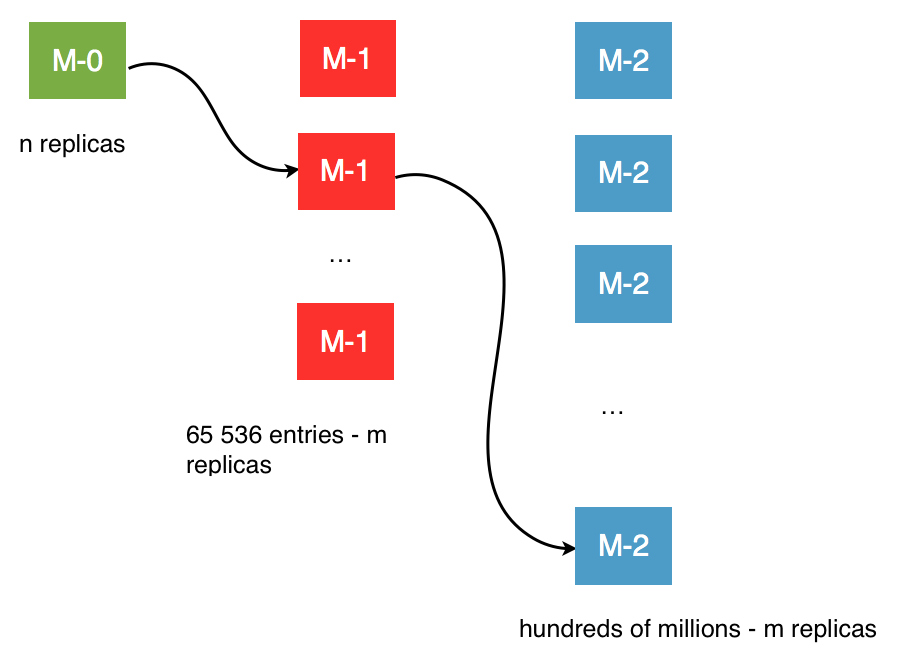 M-0
n replicas
M-1
M-1
...
M-1
65 536 entries - m
replicas
M-2
M-2
M-2
...
M-2
hundreds of millions - m replicas